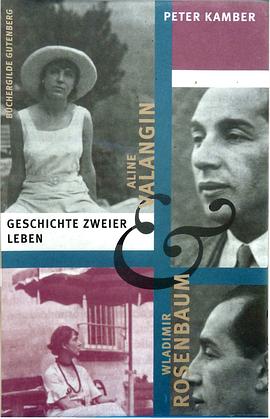 BÜCHERGILDE GUTENBERG
PETER KAMBER
ALINE
VALANGIN
GESCHICHTE ZWEIER
LEBEN
&
WLADIMIR
ROSENBAUM